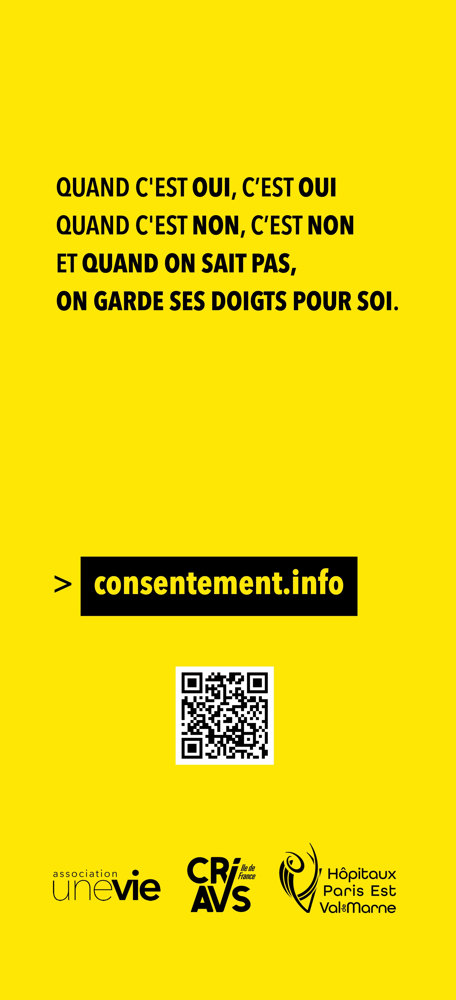 QUAND C'EST OUI, C’EST OUI
QUAND C'EST NON, C’EST NON
ET QUAND ON SAIT PAS,
ON GARDE SES DOIGTS POUR SOI.
> consentement.info
association
unevie
CRi
Ile de
France
AVS
Hôpitaux
Paris Est
Val de Marne